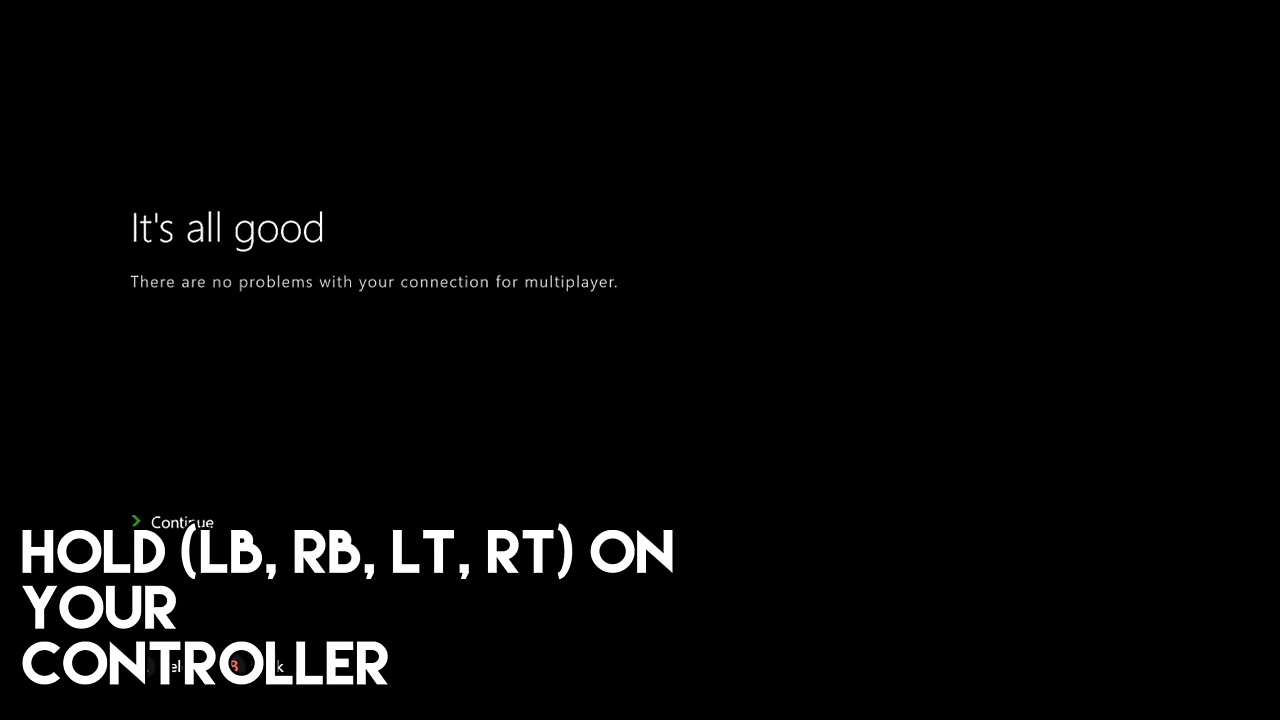 It's all good
There are no problems with your connection for multiplayer.
Continue
HOLD (LB, RB, LT, RT) ON
YOUR
CONTROLLER